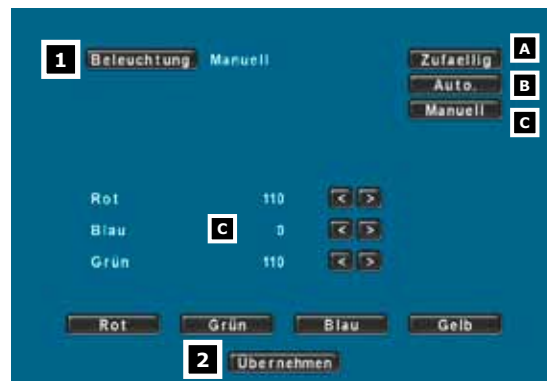 1 Beleuchtung Manuell Zufaellig A
Auto. B
Manuell C
Rot 110 < >
Blau C 0 < >
Grün 110 < >
Rot Grün Blau Gelb
2 Übernehmen